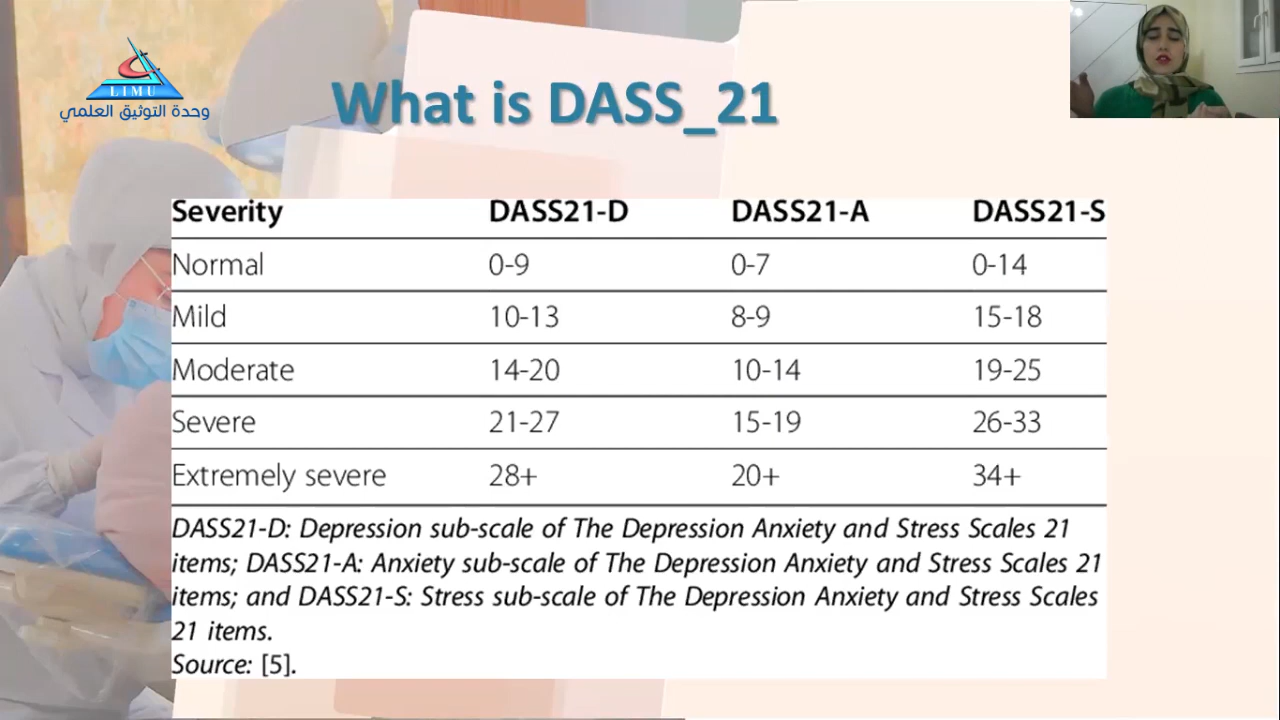 LIMU
وحدة التوثيق العلمي
What is DASS_21
Severity DASS21-D DASS21-A DASS21-S
Normal 0-9 0-7 0-14
Mild 10-13 8-9 15-18
Moderate 14-20 10-14 19-25
Severe 21-27 15-19 26-33
Extremely severe 28+ 20+ 34+
DASS21-D: Depression sub-scale of The Depression Anxiety and Stress Scales 21
items; DASS21-A: Anxiety sub-scale of The Depression Anxiety and Stress Scales 21
items; and DASS21-S: Stress sub-scale of The Depression Anxiety and Stress Scales
21 items.
Source: [5].